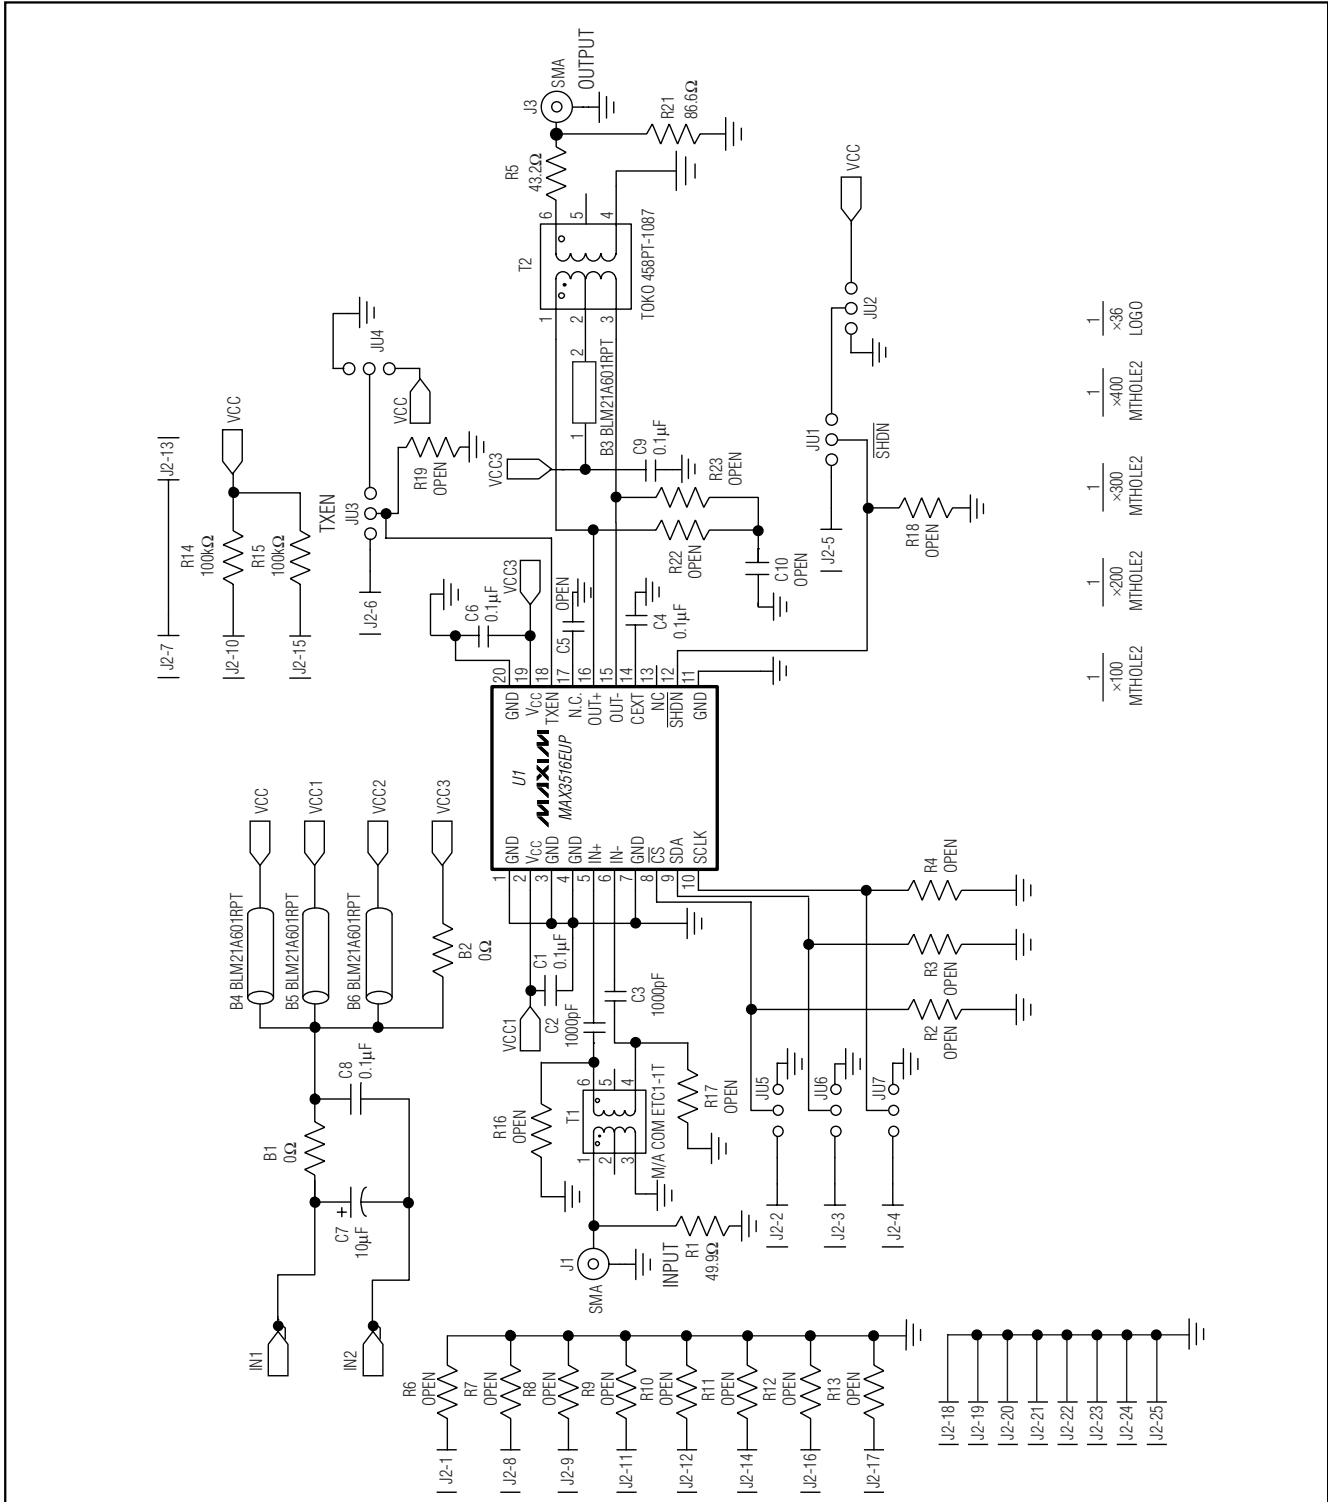 IN1
IN2
C7
10µF
B1
0Ω
C8
0.1µF
B4 BLM21A601RPT
B5 BLM21A601RPT
B6 BLM21A601RPT
B2
0Ω
VCC
VCC1
VCC2
VCC3
J2-7
J2-13
J2-10
R14
100kΩ
J2-15
R15
100kΩ
VCC
J2-6
JU3
TXEN
JU4
VCC
R19
OPEN
J2-1
R6
OPEN
J2-8
R7
OPEN
J2-9
R8
OPEN
J2-11
R9
OPEN
J2-12
R10
OPEN
J2-14
R11
OPEN
J2-16
R12
OPEN
J2-17
R13
OPEN
J2-18
J2-19
J2-20
J2-21
J2-22
J2-23
J2-24
J2-25
J1
SMA
INPUT
R1
49.9Ω
R16
OPEN
T1
M/A COM ETC1-1T
1
2
3
6
5
4
R17
OPEN
VCC1
C1
0.1µF
C2
1000pF
C3
1000pF
U1
MAXIM
MAX3516EUP
1 GND
2 VCC
3 GND
4 GND
5 IN+
6 IN-
7 GND
8 CS
9 SDA
10 SCLK
GND 20
VCC 19
TXEN 18
N.C. 17
OUT+ 16
OUT- 15
CEXT 14
NC 13
SHDN 12
GND 11
C6
0.1µF
VCC3
C5
OPEN
C4
0.1µF
R22
OPEN
R23
OPEN
C10
OPEN
VCC3
C9
0.1µF
B3 BLM21A601RPT
1
2
T2
TOKO 458PT-1087
1
2
3
6
5
4
R5
43.2Ω
J3
SMA
OUTPUT
R21
86.6Ω
J2-2
JU5
J2-3
JU6
J2-4
JU7
R2
OPEN
R3
OPEN
R4
OPEN
J2-5
JU1
SHDN
R18
OPEN
JU2
VCC
1
×100
MTHOLE2
1
×200
MTHOLE2
1
×300
MTHOLE2
1
×400
MTHOLE2
1
×36
LOGO